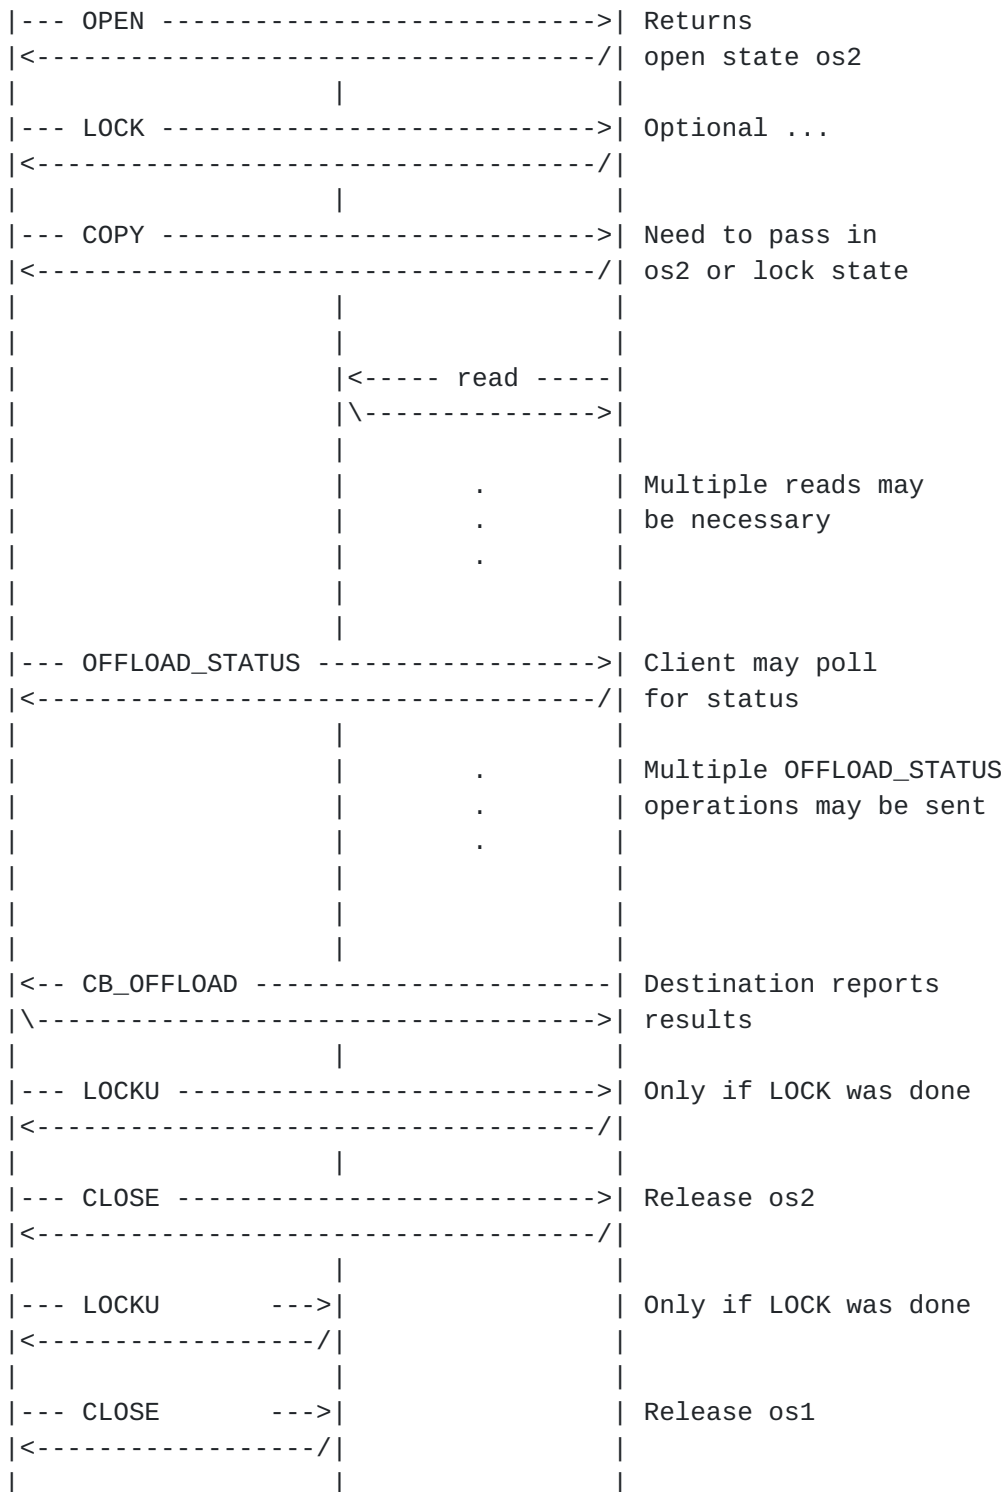 |--- OPEN ---------------------------->| Returns
|<------------------------------------/| open state os2
|                    |                 |
|--- LOCK ---------------------------->| Optional ...
|<------------------------------------/|
|                    |                 |
|--- COPY ---------------------------->| Need to pass in
|<------------------------------------/| os2 or lock state
|                    |                 |
|                    |                 |
|                    |<----- read -----|
|                    |\--------------->|
|                    |                 |
|                    |        .        | Multiple reads may
|                    |        .        | be necessary
|                    |        .        |
|                    |                 |
|                    |                 |
|--- OFFLOAD_STATUS ------------------>| Client may poll
|<------------------------------------/| for status
|                    |                 |
|                    |        .        | Multiple OFFLOAD_STATUS
|                    |        .        | operations may be sent
|                    |        .        |
|                    |                 |
|                    |                 |
|                    |                 |
|<-- CB_OFFLOAD -----------------------| Destination reports
|\------------------------------------>| results
|                    |                 |
|--- LOCKU --------------------------->| Only if LOCK was done
|<------------------------------------/|
|                    |                 |
|--- CLOSE --------------------------->| Release os2
|<------------------------------------/|
|                    |                 |
|--- LOCKU       --->|                 | Only if LOCK was done
|<------------------/|                 |
|                    |                 |
|--- CLOSE       --->|                 | Release os1
|<------------------/|                 |
|                    |                 |